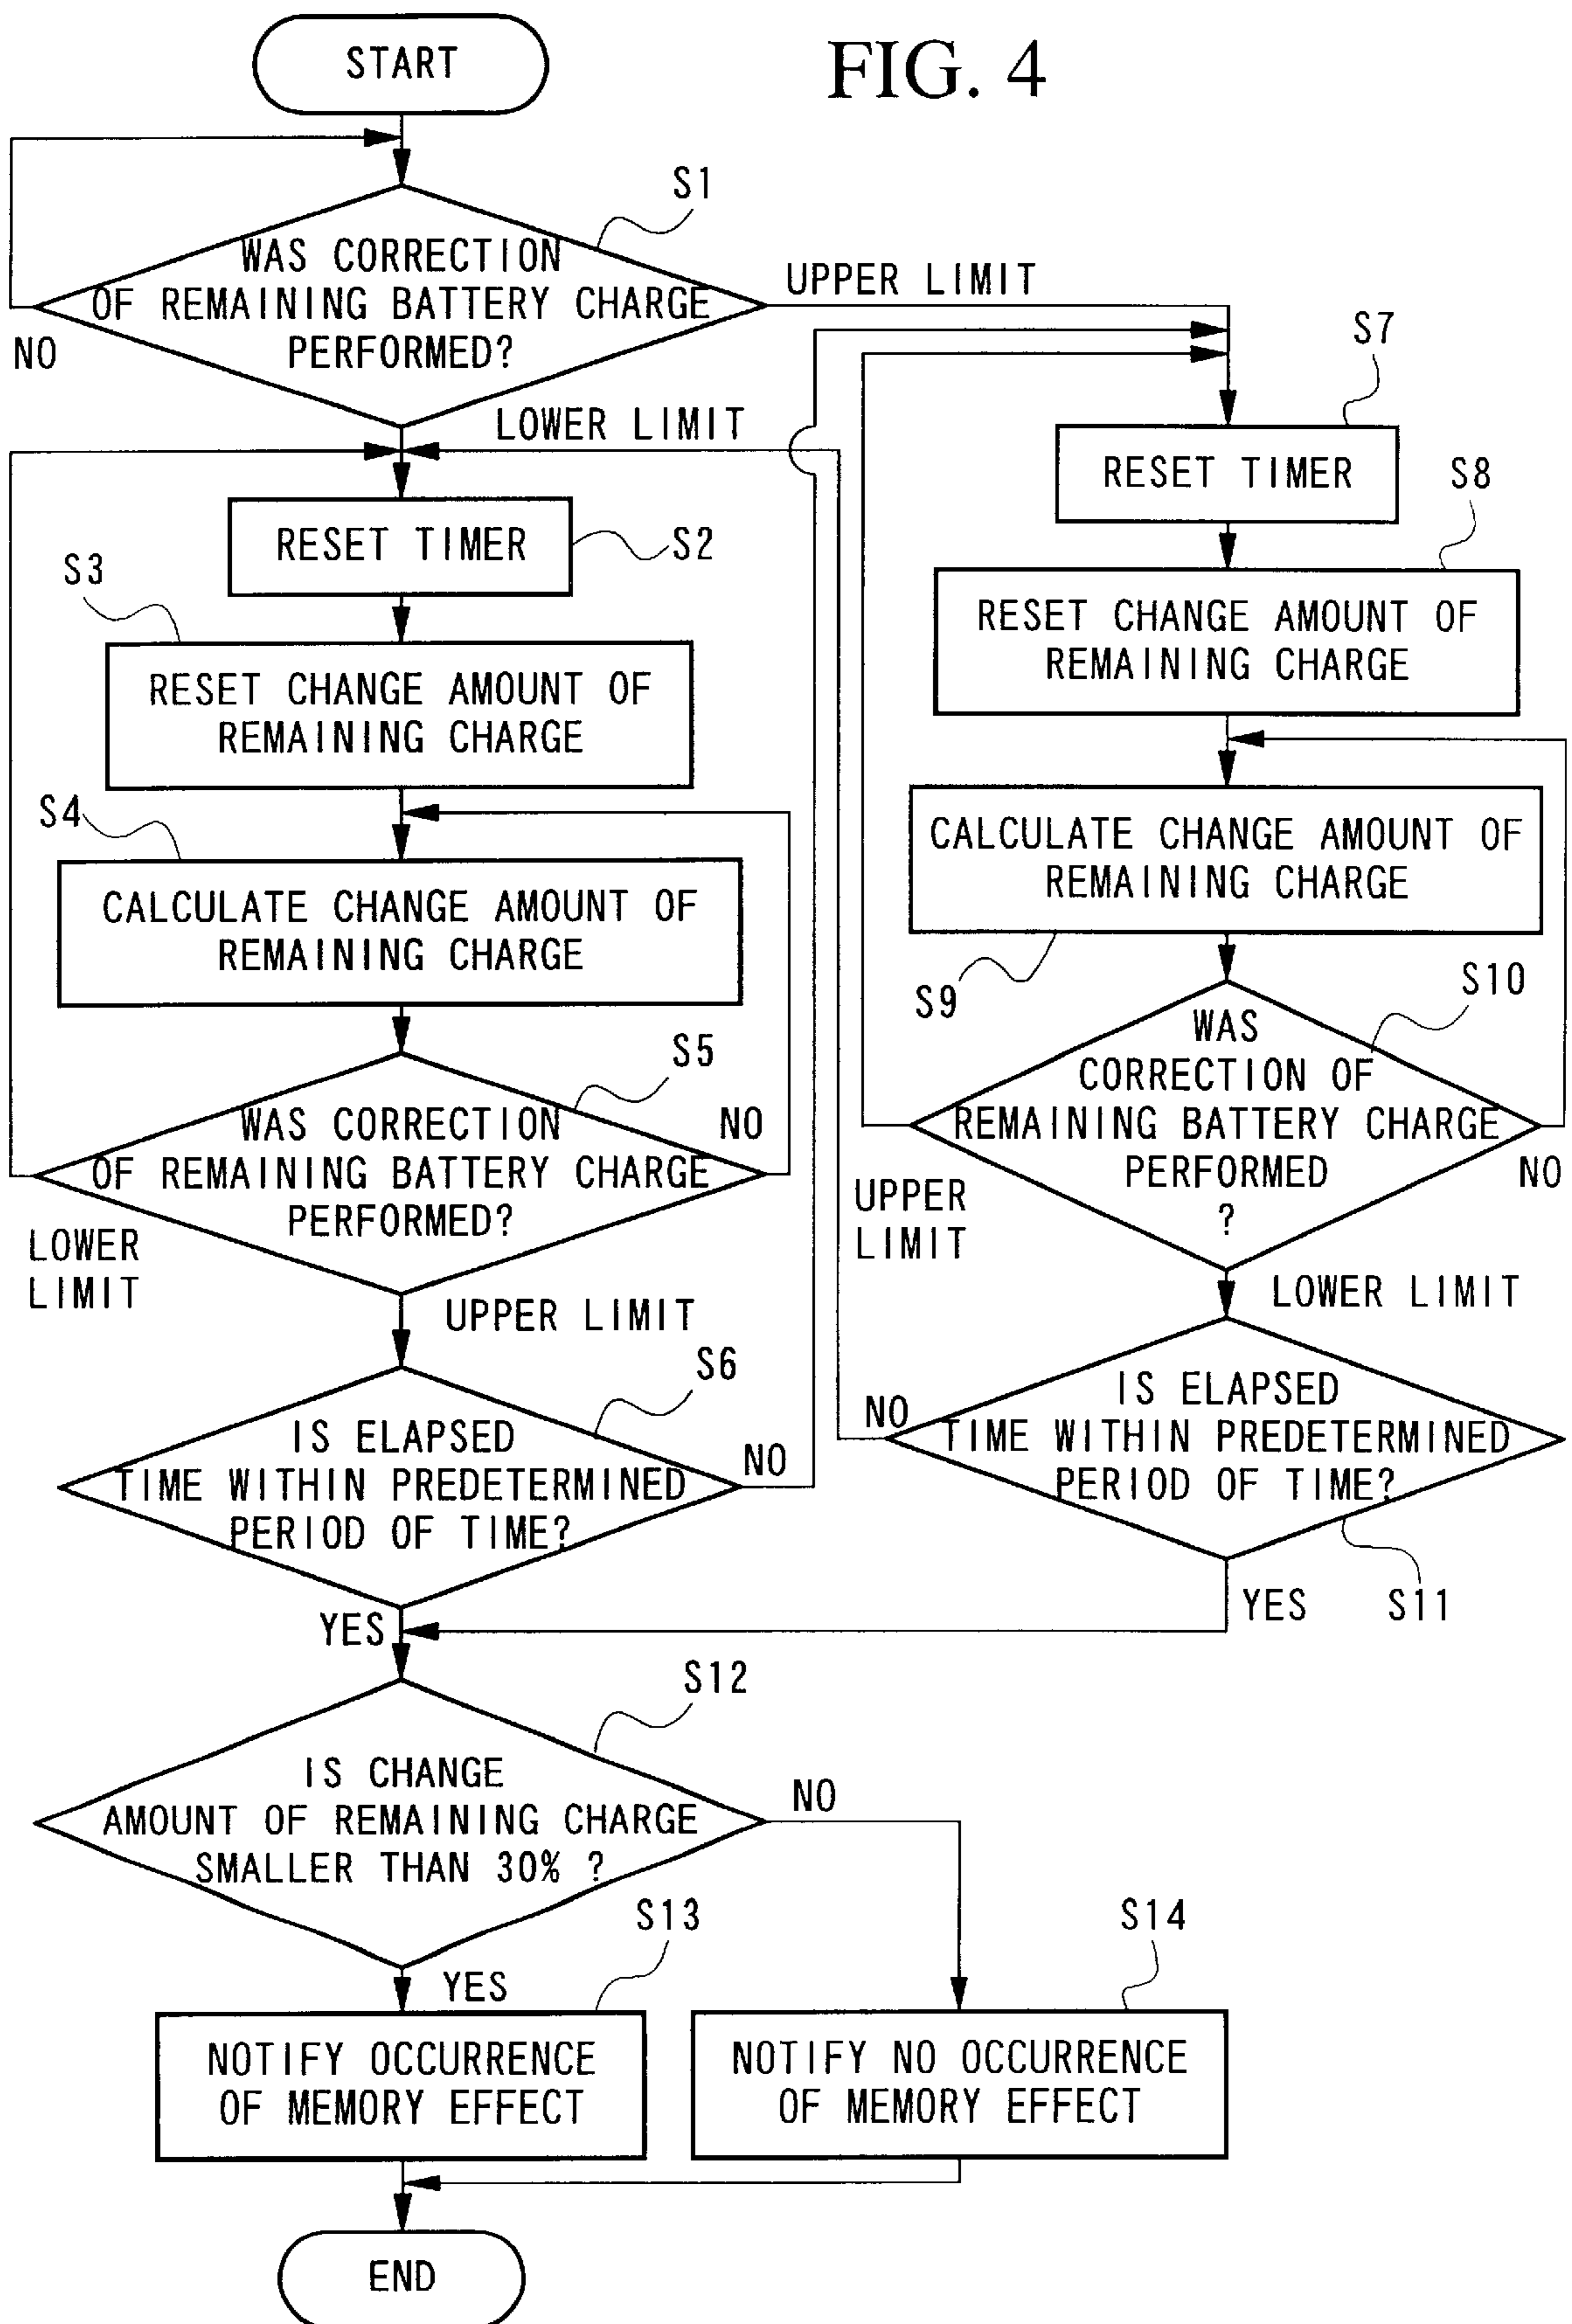 FIG. 4
START
S1
WAS CORRECTION
OF REMAINING BATTERY CHARGE
PERFORMED?
NO
UPPER LIMIT
LOWER LIMIT
RESET TIMER
S2
S3
RESET CHANGE AMOUNT OF
REMAINING CHARGE
S4
CALCULATE CHANGE AMOUNT OF
REMAINING CHARGE
S5
WAS CORRECTION
OF REMAINING BATTERY CHARGE
PERFORMED?
NO
LOWER
LIMIT
UPPER LIMIT
S6
IS ELAPSED
TIME WITHIN PREDETERMINED
PERIOD OF TIME?
NO
YES
S7
RESET TIMER
S8
RESET CHANGE AMOUNT OF
REMAINING CHARGE
CALCULATE CHANGE AMOUNT OF
REMAINING CHARGE
S9
S10
WAS
CORRECTION OF
REMAINING BATTERY CHARGE
PERFORMED
?
NO
UPPER
LIMIT
LOWER LIMIT
IS ELAPSED
TIME WITHIN PREDETERMINED
PERIOD OF TIME?
NO
YES
S11
S12
IS CHANGE
AMOUNT OF REMAINING CHARGE
SMALLER THAN 30% ?
NO
YES
S13
NOTIFY OCCURRENCE
OF MEMORY EFFECT
S14
NOTIFY NO OCCURRENCE
OF MEMORY EFFECT
END